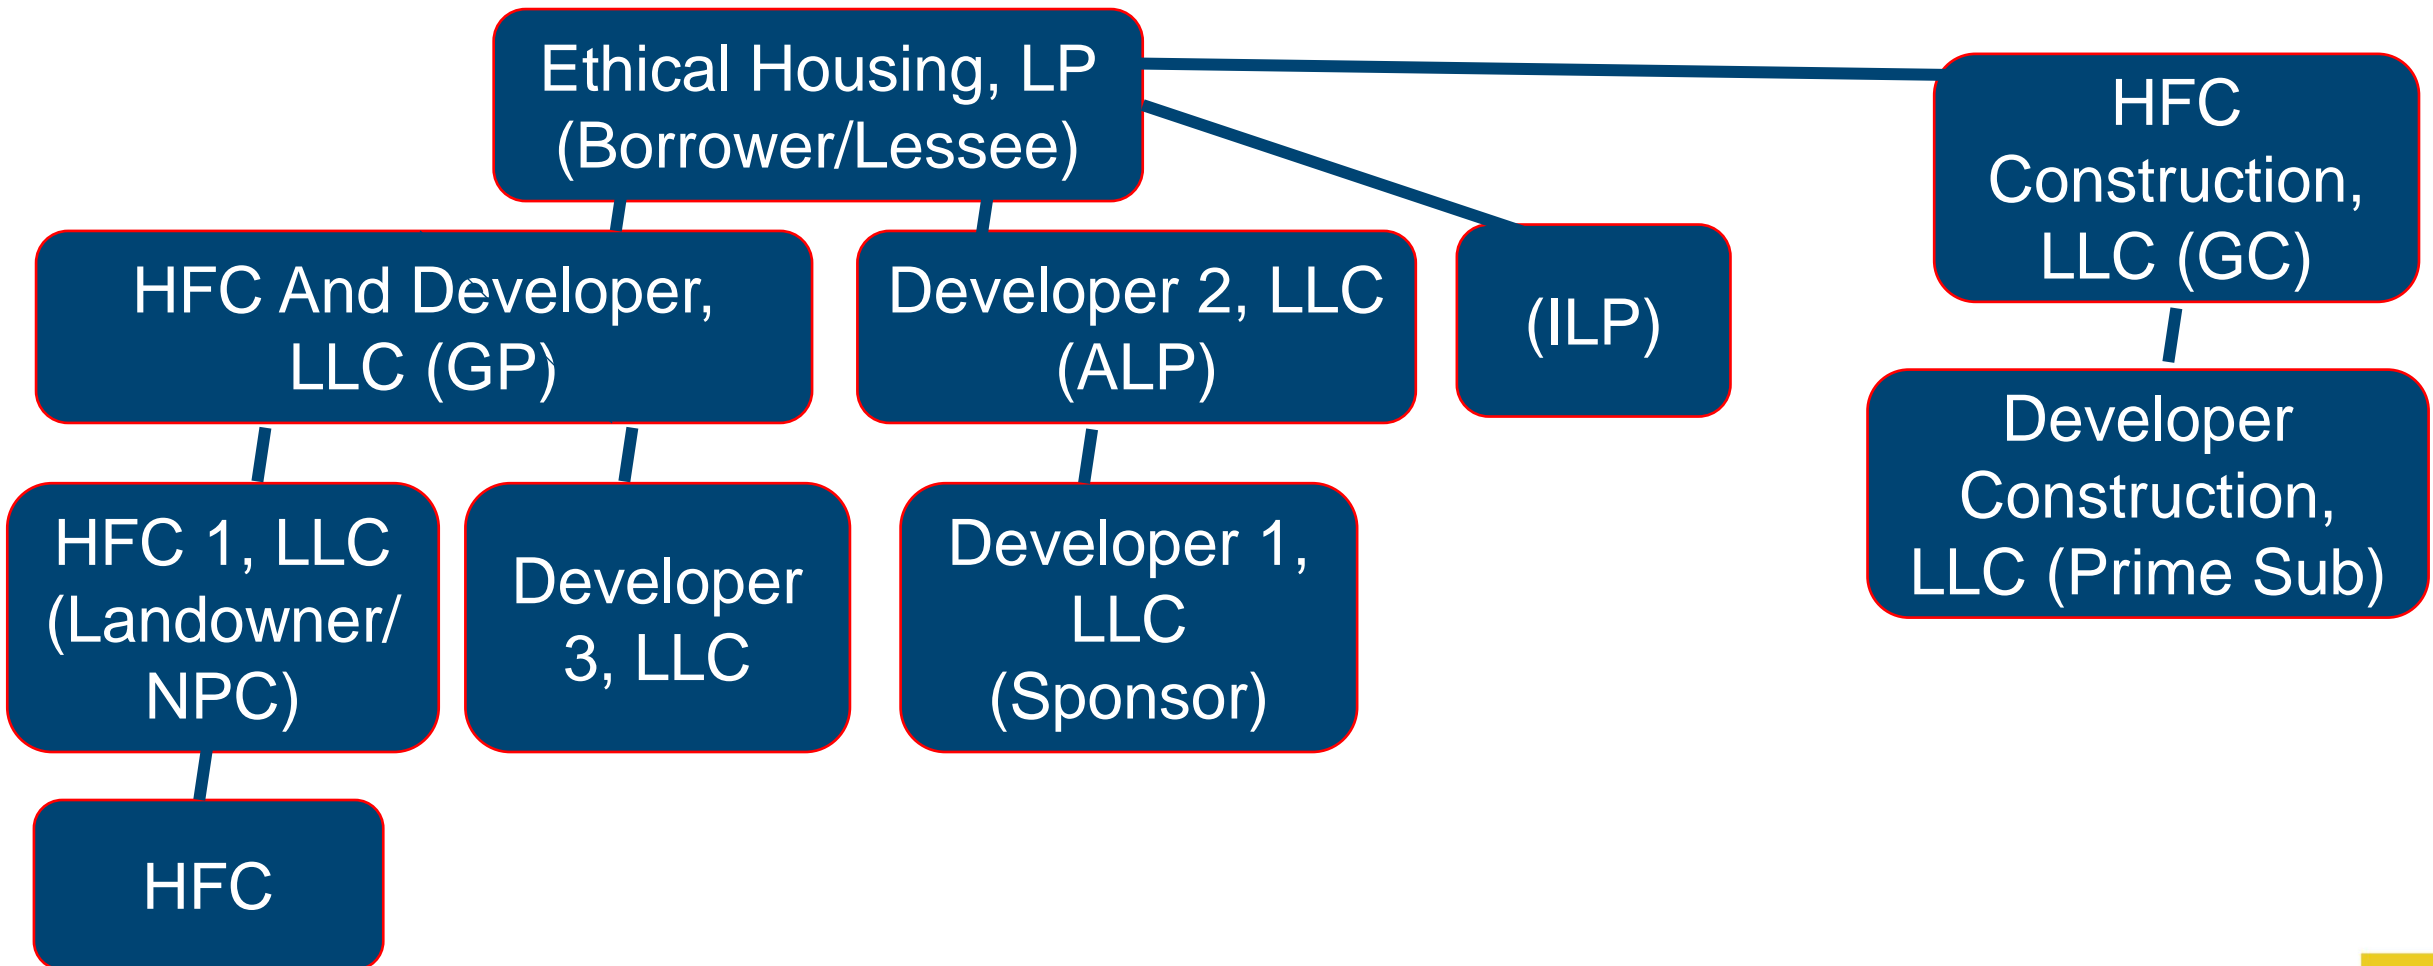 Ethical Housing, LP
(Borrower/Lessee)
HFC
Construction,
LLC (GC)
HFC And Developer,
LLC (GP)
Developer 2, LLC
(ALP)
(ILP)
Developer
Construction,
LLC (Prime Sub)
HFC 1, LLC
(Landowner/
NPC)
Developer
3, LLC
Developer 1,
LLC
(Sponsor)
HFC